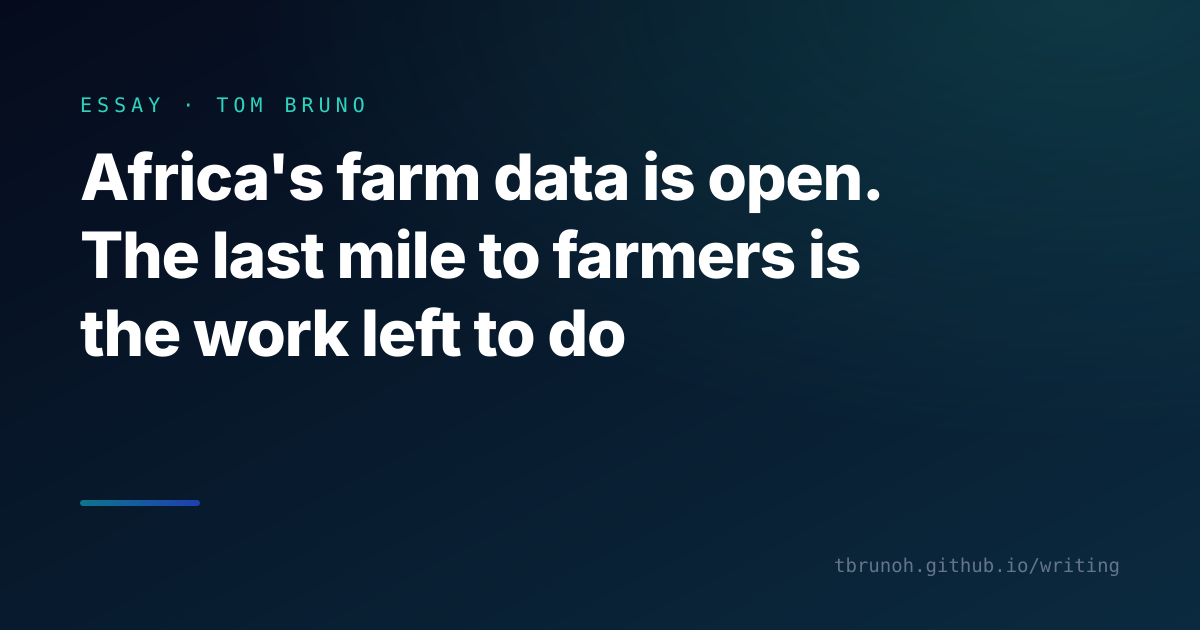 ESSAY · TOM BRUNO
Africa's farm data is open.
The last mile to farmers is
the work left to do
tbrunoh.github.io/writing